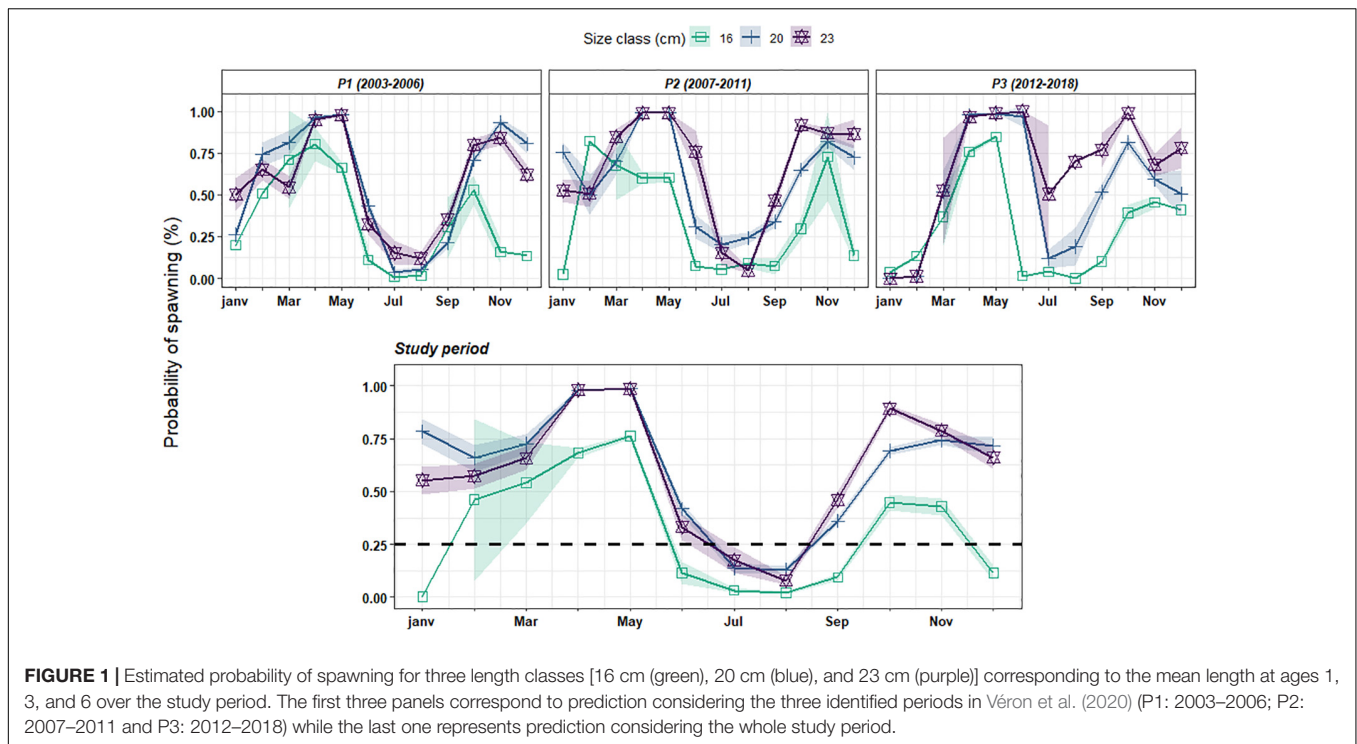 Size class (cm) 16 20 23
P1 (2003-2006) P2 (2007-2011) P3 (2012-2018)
Probability of spawning (%)
1.00
0.75
0.50
0.25
0.00
janv Mar May Jul Sep Nov janv Mar May Jul Sep Nov janv Mar May Jul Sep Nov
Study period
1.00
0.75
0.50
0.25
0.00
janv Mar May Jul Sep Nov
FIGURE 1 | Estimated probability of spawning for three length classes [16 cm (green), 20 cm (blue), and 23 cm (purple)] corresponding to the mean length at ages 1,
3, and 6 over the study period. The first three panels correspond to prediction considering the three identified periods in Véron et al. (2020) (P1: 2003–2006; P2:
2007–2011 and P3: 2012–2018) while the last one represents prediction considering the whole study period.